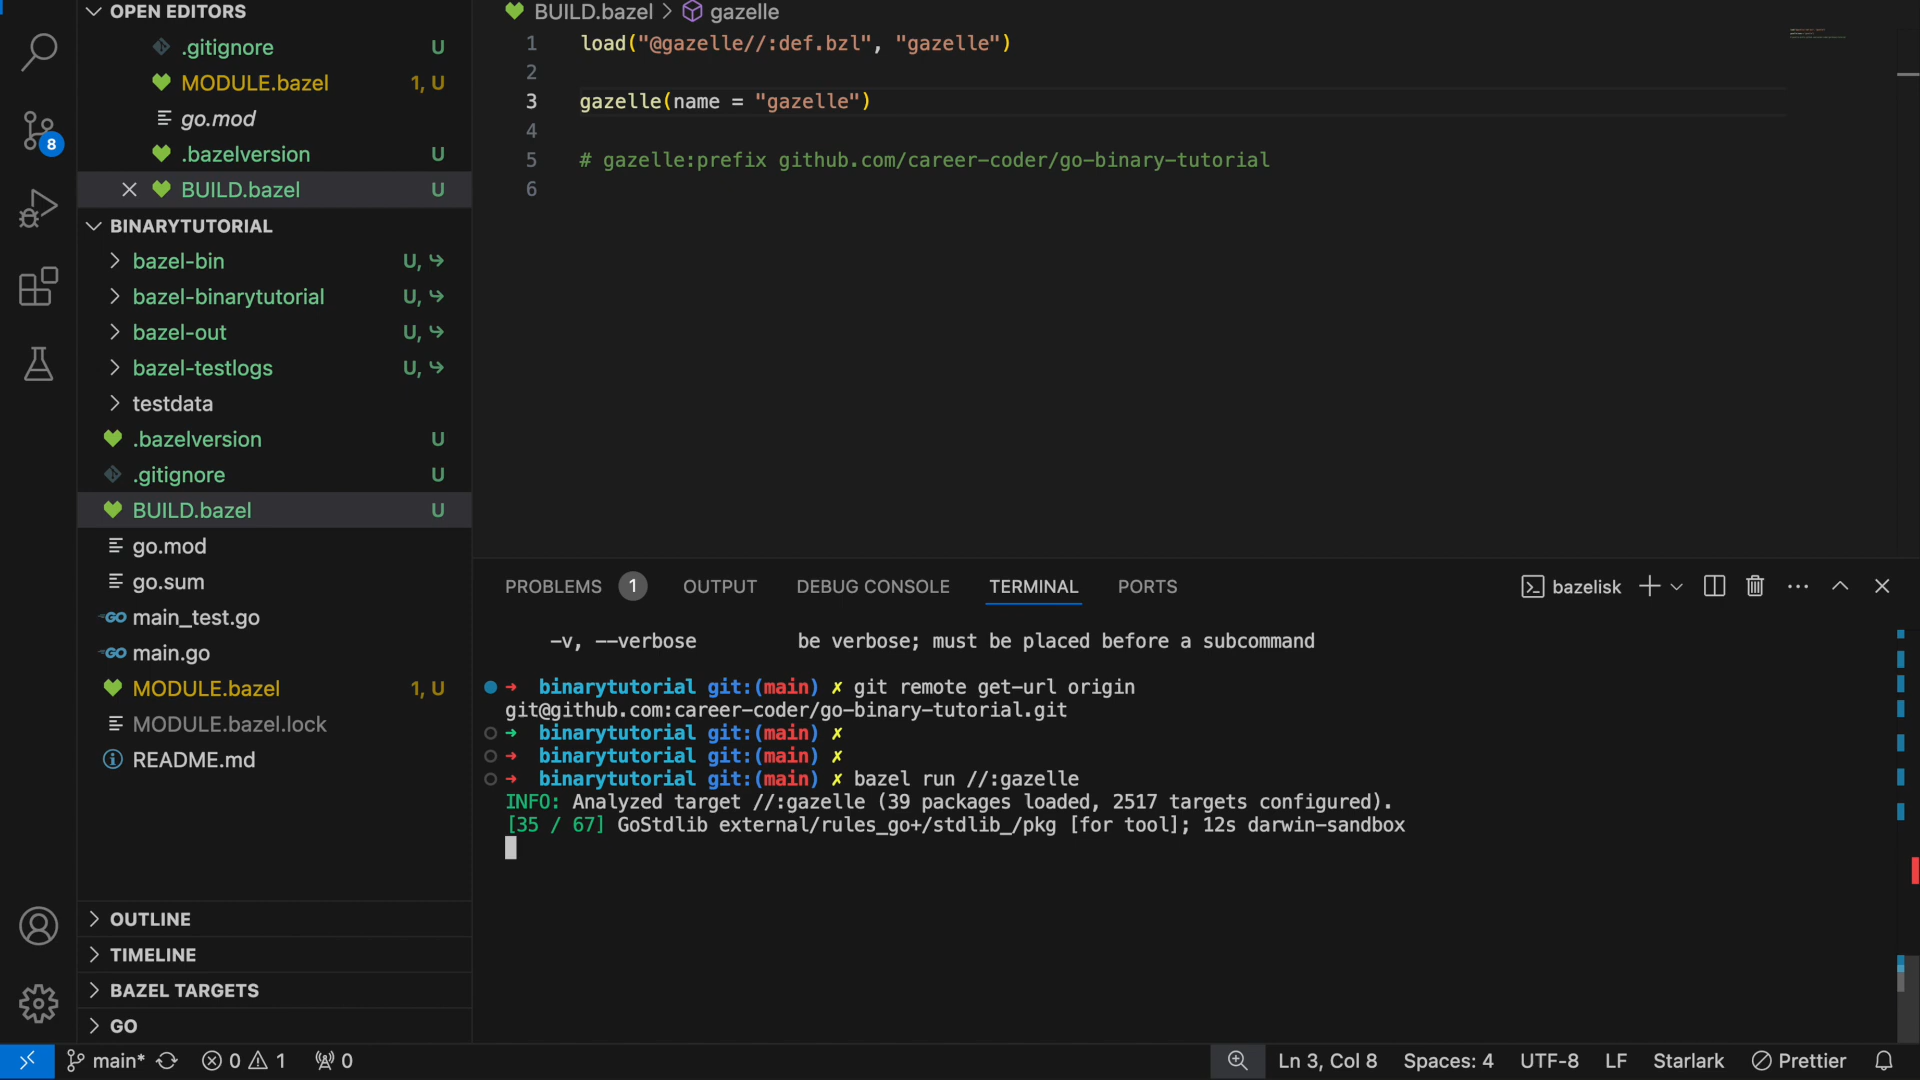 OPEN EDITORS
.gitignore U
MODULE.bazel 1, U
go.mod
.bazelversion U
BUILD.bazel U
BINARYTUTORIAL
bazel-bin U,
bazel-binarytutorial U,
bazel-out U,
bazel-testlogs U,
testdata
.bazelversion U
.gitignore U
BUILD.bazel U
go.mod
go.sum
GO main_test.go
GO main.go
MODULE.bazel 1, U
MODULE.bazel.lock
README.md
OUTLINE
TIMELINE
BAZEL TARGETS
GO
8
BUILD.bazel > gazelle
1 load("@gazelle//:def.bzl", "gazelle")
2
3 gazelle(name = "gazelle")
4
5 # gazelle:prefix github.com/career-coder/go-binary-tutorial
6
PROBLEMS 1 OUTPUT DEBUG CONSOLE TERMINAL PORTS bazelisk
-v, --verbose be verbose; must be placed before a subcommand
➜ binarytutorial git:(main) ✗ git remote get-url origin
git@github.com:career-coder/go-binary-tutorial.git
➜ binarytutorial git:(main) ✗
➜ binarytutorial git:(main) ✗
➜ binarytutorial git:(main) ✗ bazel run //:gazelle
INFO: Analyzed target //:gazelle (39 packages loaded, 2517 targets configured).
[35 / 67] GoStdlib external/rules_go+/stdlib_/pkg [for tool]; 12s darwin-sandbox
main* 0 1 0 Ln 3, Col 8 Spaces: 4 UTF-8 LF Starlark Prettier